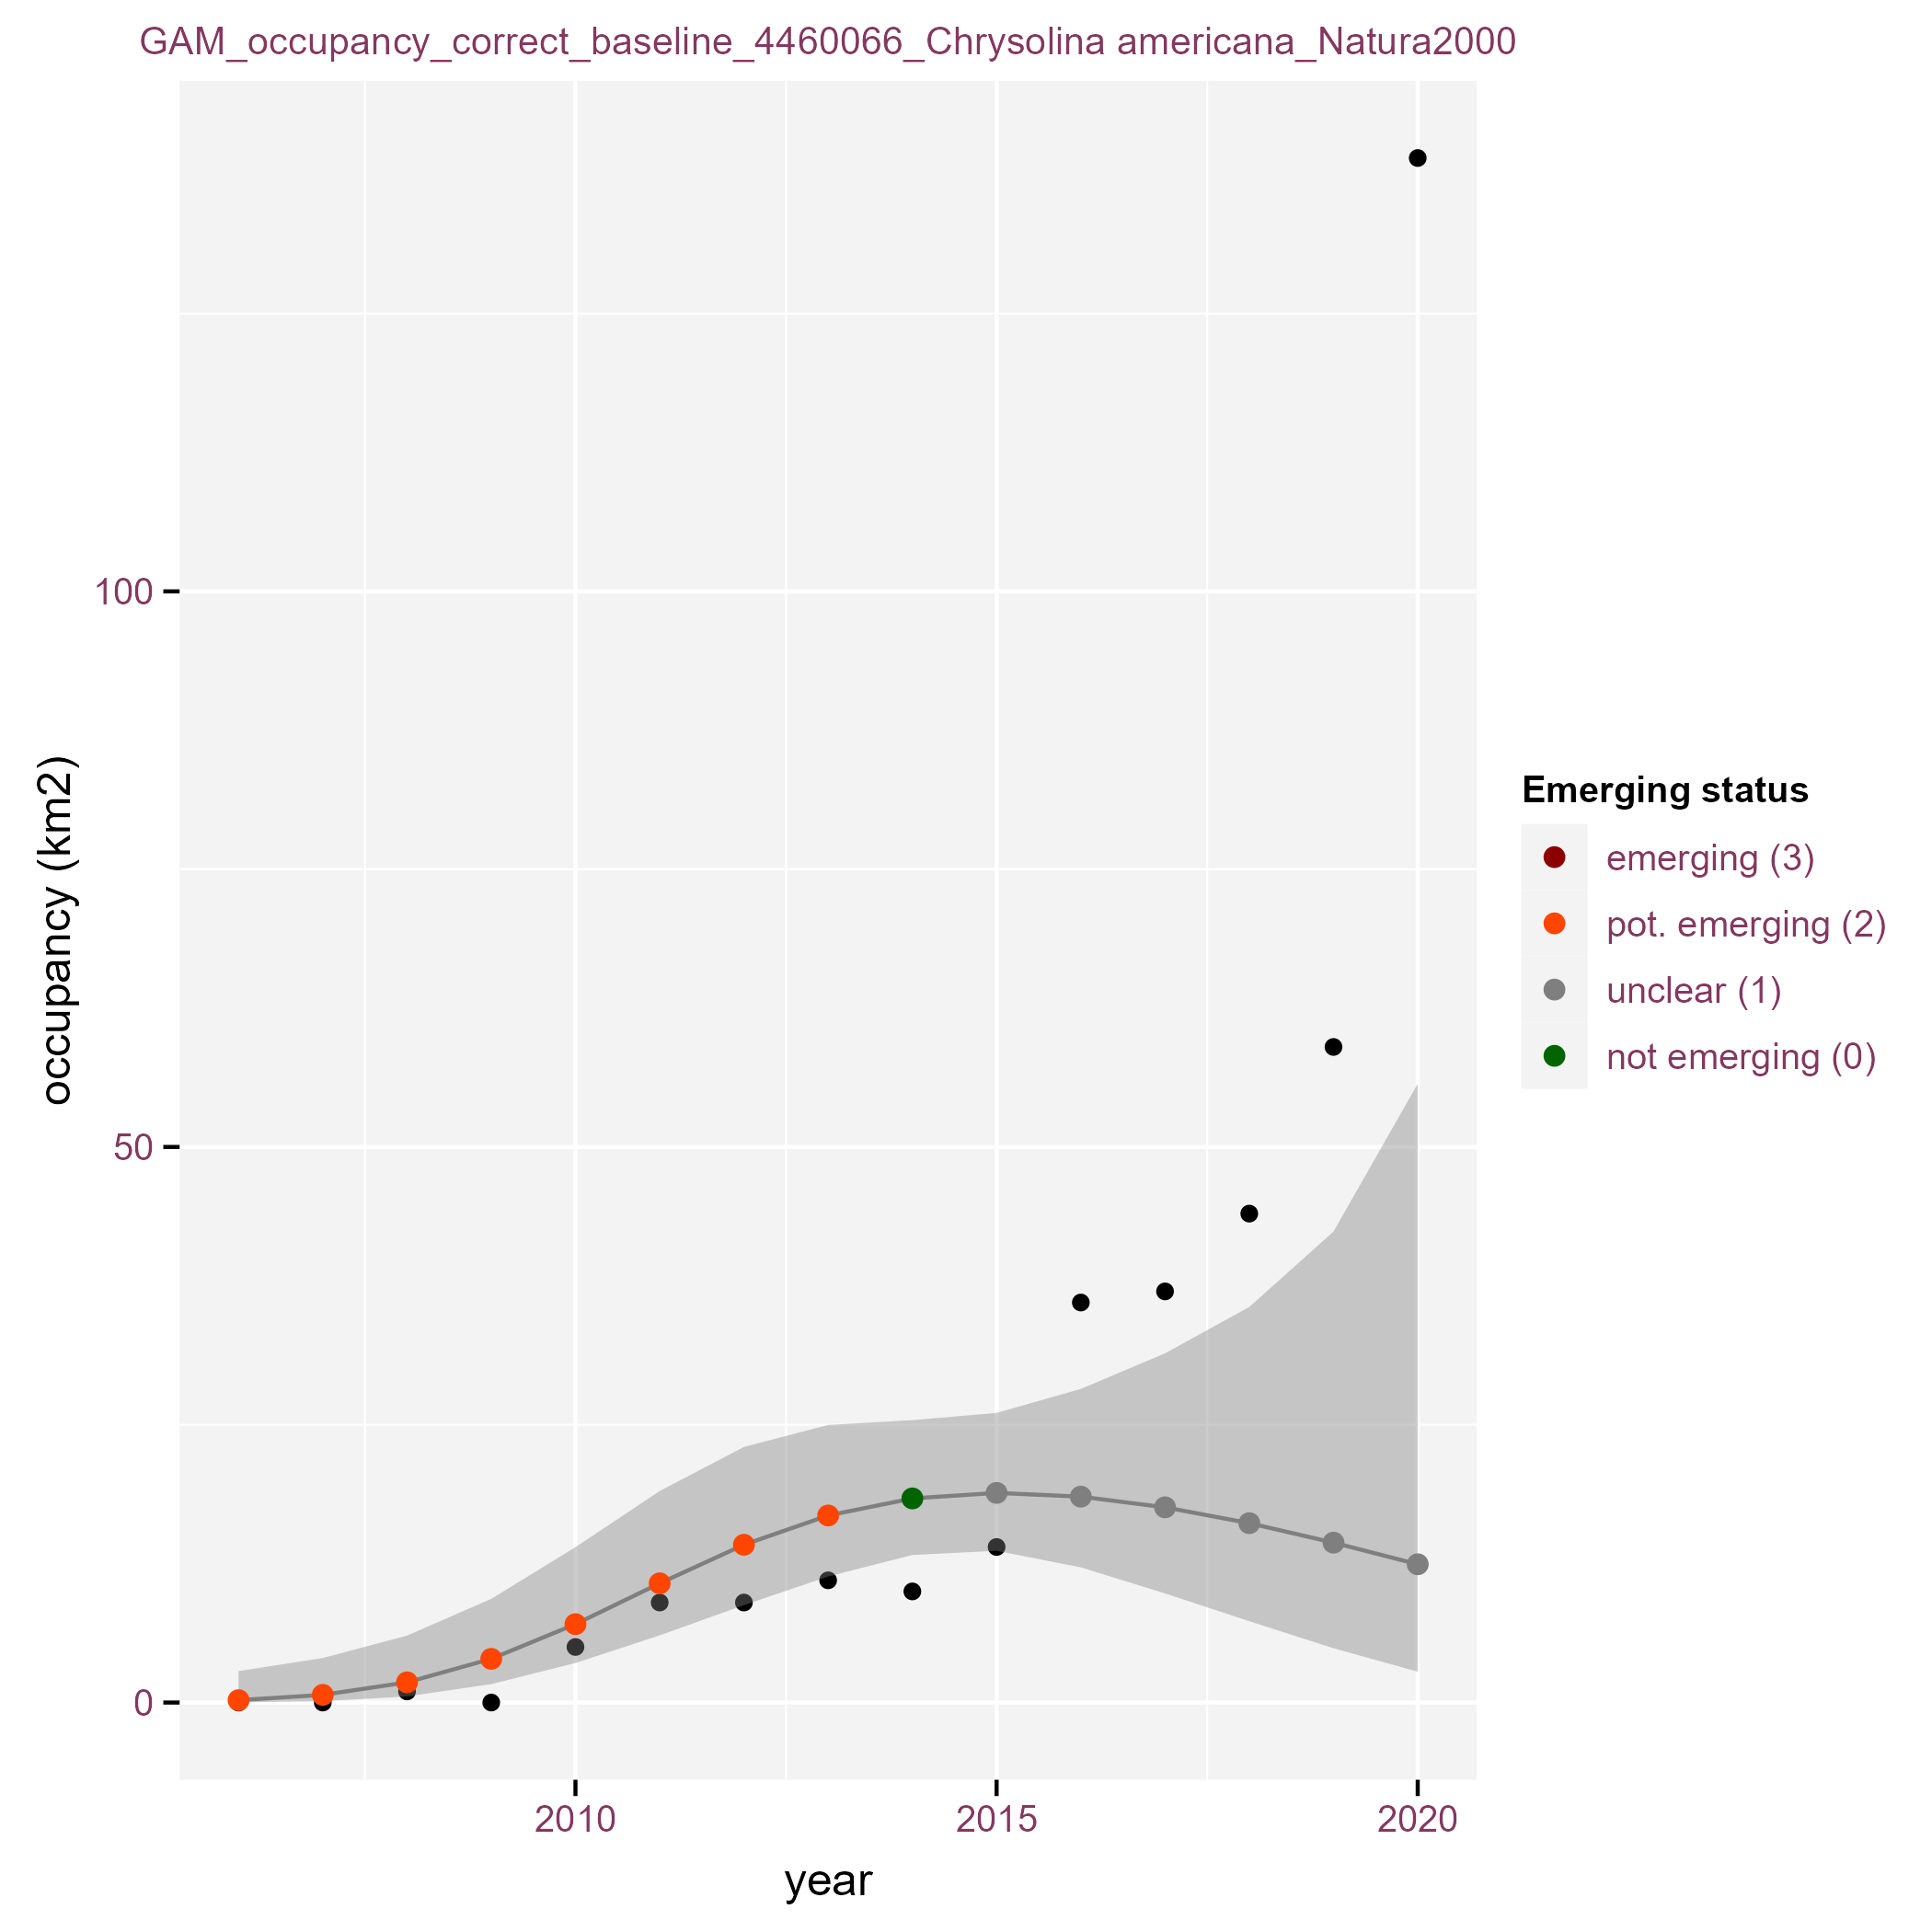 GAM_occupancy_correct_baseline_4460066_Chrysolina americana_Natura2000
100
50
0
occupancy (km2)
2010
2015
2020
year
Emerging status
emerging (3)
pot. emerging (2)
unclear (1)
not emerging (0)